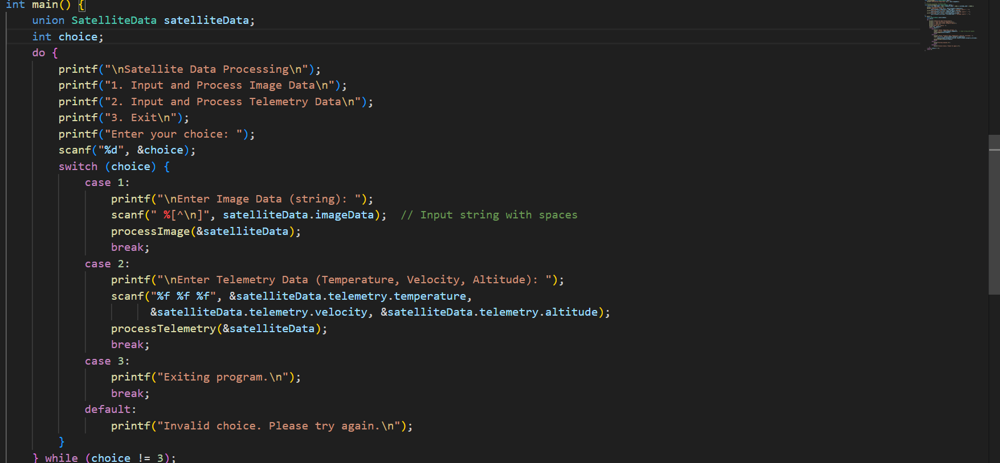 int main() {
    union SatelliteData satelliteData;
    int choice;
    do {
        printf("\nSatellite Data Processing\n");
        printf("1. Input and Process Image Data\n");
        printf("2. Input and Process Telemetry Data\n");
        printf("3. Exit\n");
        printf("Enter your choice: ");
        scanf("%d", &choice);
        switch (choice) {
            case 1:
                printf("\nEnter Image Data (string): ");
                scanf(" %[^\n]", satelliteData.imageData);  // Input string with spaces
                processImage(&satelliteData);
                break;
            case 2:
                printf("\nEnter Telemetry Data (Temperature, Velocity, Altitude): ");
                scanf("%f %f %f", &satelliteData.telemetry.temperature,
                      &satelliteData.telemetry.velocity, &satelliteData.telemetry.altitude);
                processTelemetry(&satelliteData);
                break;
            case 3:
                printf("Exiting program.\n");
                break;
            default:
                printf("Invalid choice. Please try again.\n");
        }
    } while (choice != 3);